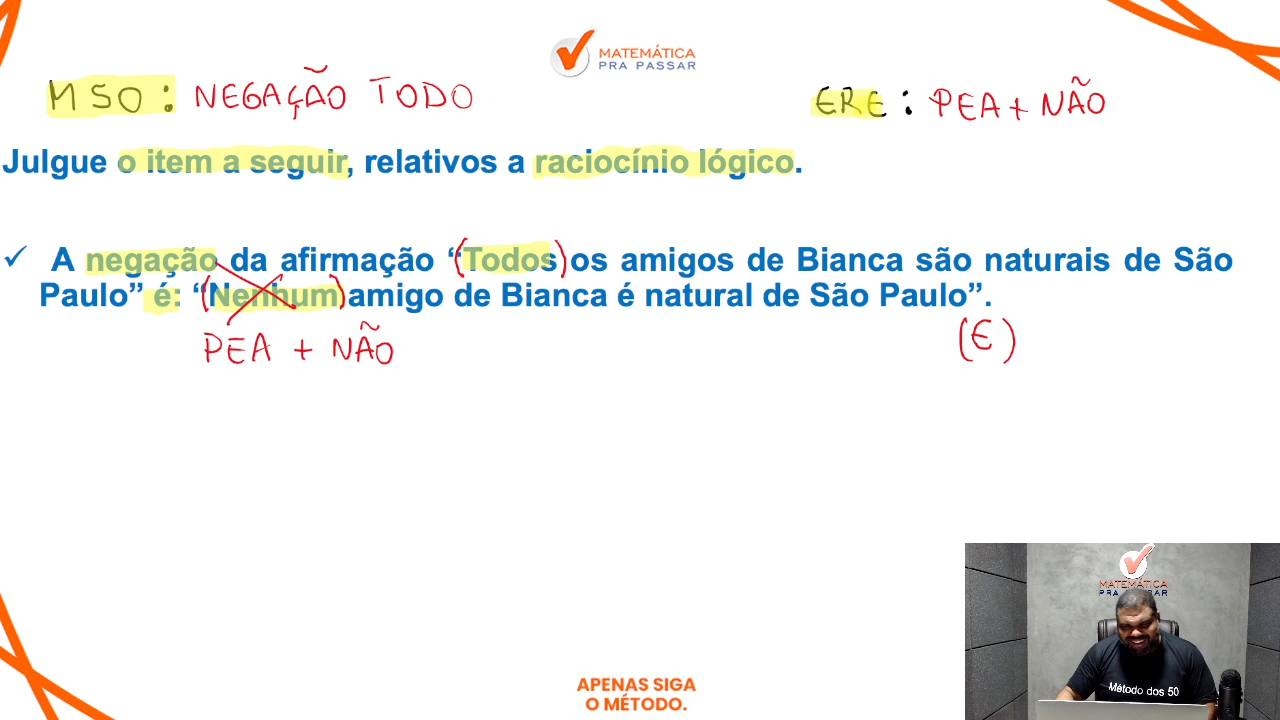 MATEMÁTICA
PRA PASSAR
MSO: NEGAÇÃO TODO
ERE: PEA + NÃO
Julgue o item a seguir, relativos a raciocínio lógico.
✓ A negação da afirmação “(Todos) os amigos de Bianca são naturais de São
Paulo” é: “(Nenhum) amigo de Bianca é natural de São Paulo”.
PEA + NÃO
(E)
MATEMÁTICA
PRA PASSAR
Método dos 50
APENAS SIGA
O MÉTODO.